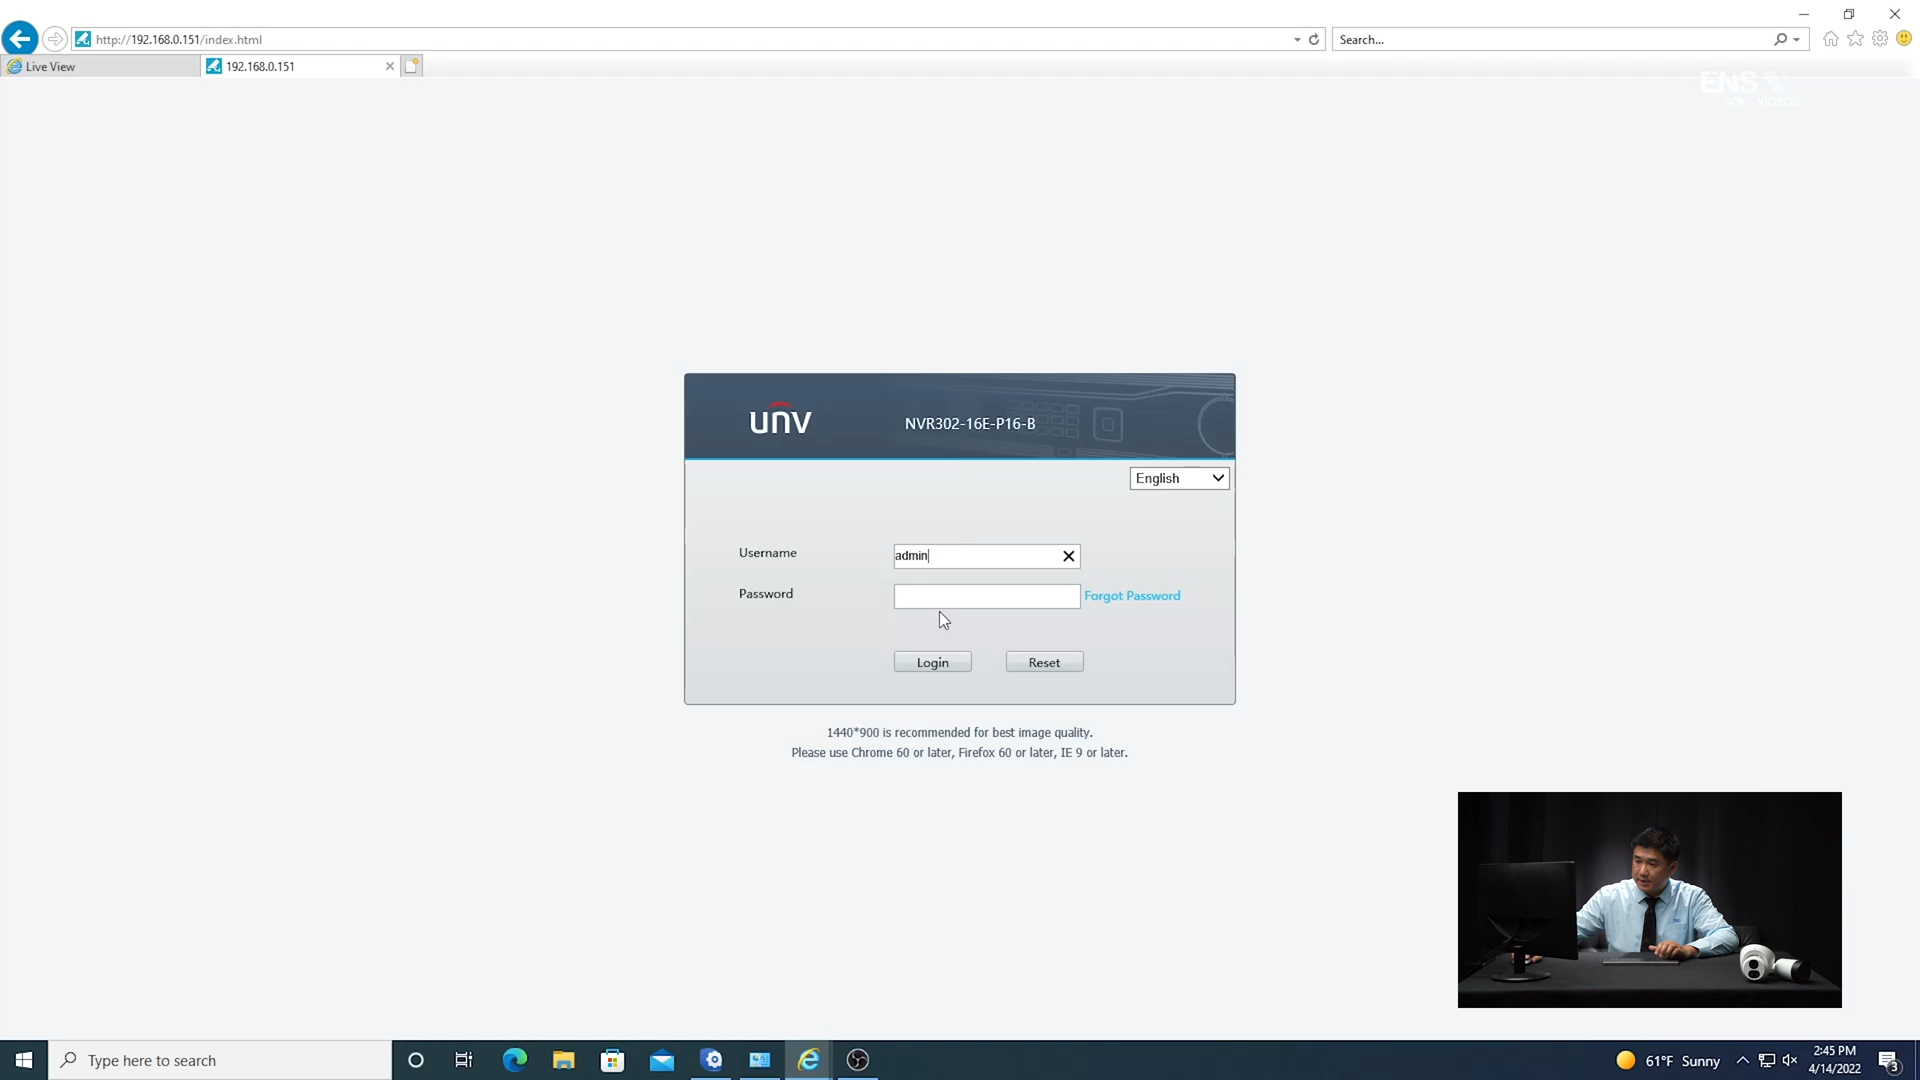 http://192.168.0.151/index.html
Search...
Live View
192.168.0.151
ENS
VIDEOS
unv
NVR302-16E-P16-B
English
Username
admin
Password
Forgot Password
Login
Reset
1440*900 is recommended for best image quality.
Please use Chrome 60 or later, Firefox 60 or later, IE 9 or later.
Type here to search
61°F Sunny
2:45 PM
4/14/2022
3